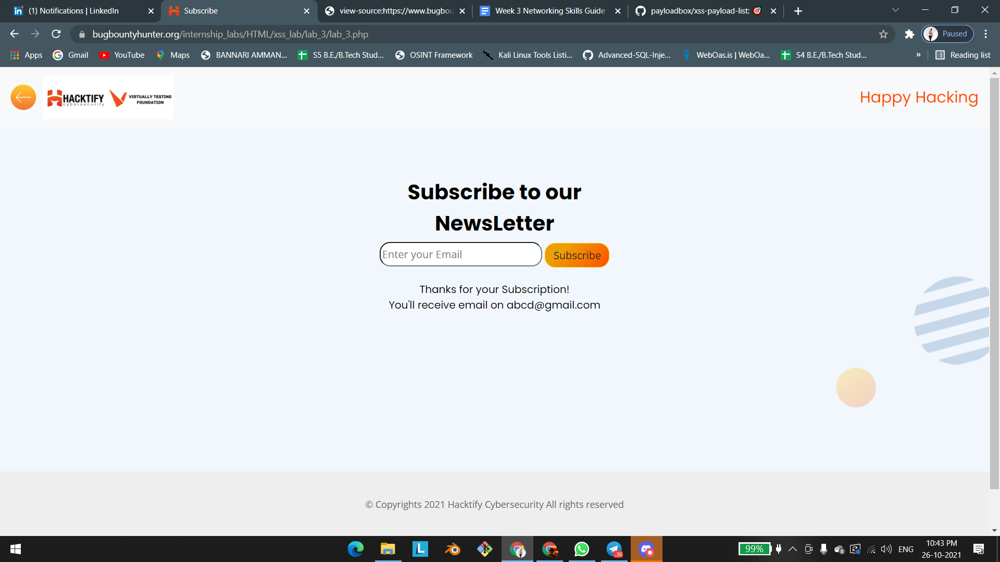 (1) Notifications | LinkedIn
Subscribe
view-source:https://www.bugbou
Week 3 Networking Skills Guide -
payloadbox/xss-payload-list: 🎯
bugbountyhunter.org/internship_labs/HTML/xss_lab/lab_3/lab_3.php
Paused
Apps
Gmail
YouTube
Maps
BANNARI AMMAN...
S5 B.E./B.Tech Stud...
OSINT Framework
Kali Linux Tools Listi...
Advanced-SQL-Inje...
WebOas.is | WebOa...
S4 B.E./B.Tech Stud...
»
Reading list
HACKTIFY
cybersecurity
VIRTUALLY TESTING
FOUNDATION
Happy Hacking
Subscribe to our
NewsLetter
Enter your Email
Subscribe
Thanks for your Subscription!
You'll receive email on abcd@gmail.com
© Copyrights 2021 Hacktify Cybersecurity All rights reserved
L
.36
99%
ENG
10:43 PM
26-10-2021